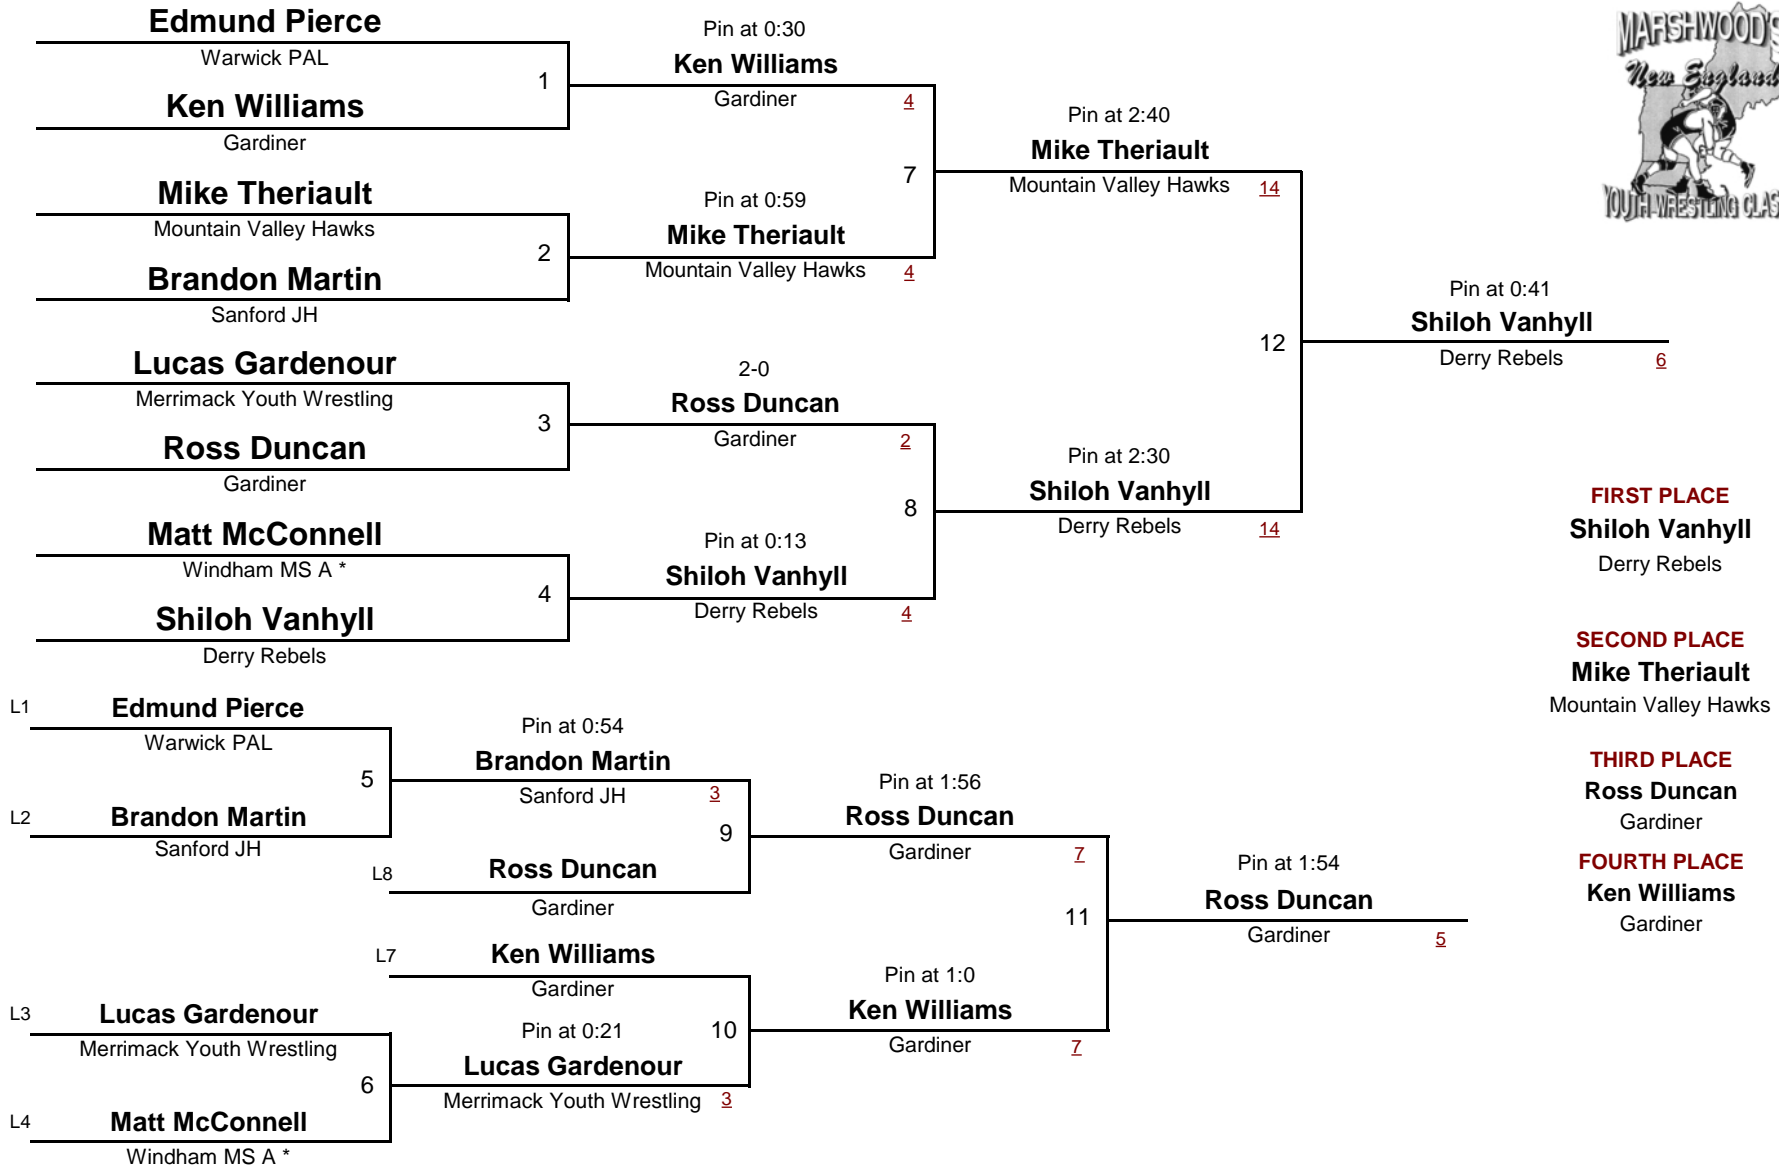 Edmund Pierce
Warwick PAL
1
Ken Williams
Gardiner
Pin at 0:30
Ken Williams
Gardiner
4
Mike Theriault
Mountain Valley Hawks
2
Brandon Martin
Sanford JH
Pin at 0:59
Mike Theriault
Mountain Valley Hawks
4
7
Pin at 2:40
Mike Theriault
Mountain Valley Hawks
14
Lucas Gardenour
Merrimack Youth Wrestling
3
Ross Duncan
Gardiner
2-0
Ross Duncan
Gardiner
2
Matt McConnell
Windham MS A *
4
Shiloh Vanhyll
Derry Rebels
Pin at 0:13
Shiloh Vanhyll
Derry Rebels
4
8
Pin at 2:30
Shiloh Vanhyll
Derry Rebels
14
12
Pin at 0:41
Shiloh Vanhyll
Derry Rebels
6
MARSHWOOD'S
New England
YOUTH WRESTLING CLAS
FIRST PLACE
Shiloh Vanhyll
Derry Rebels
SECOND PLACE
Mike Theriault
Mountain Valley Hawks
THIRD PLACE
Ross Duncan
Gardiner
FOURTH PLACE
Ken Williams
Gardiner
L1
Edmund Pierce
Warwick PAL
5
L2
Brandon Martin
Sanford JH
Pin at 0:54
Brandon Martin
Sanford JH
3
9
L8
Ross Duncan
Gardiner
Pin at 1:56
Ross Duncan
Gardiner
7
L7
Ken Williams
Gardiner
L3
Lucas Gardenour
Merrimack Youth Wrestling
6
L4
Matt McConnell
Windham MS A *
Pin at 0:21
Lucas Gardenour
Merrimack Youth Wrestling
3
10
Pin at 1:0
Ken Williams
Gardiner
7
11
Pin at 1:54
Ross Duncan
Gardiner
5